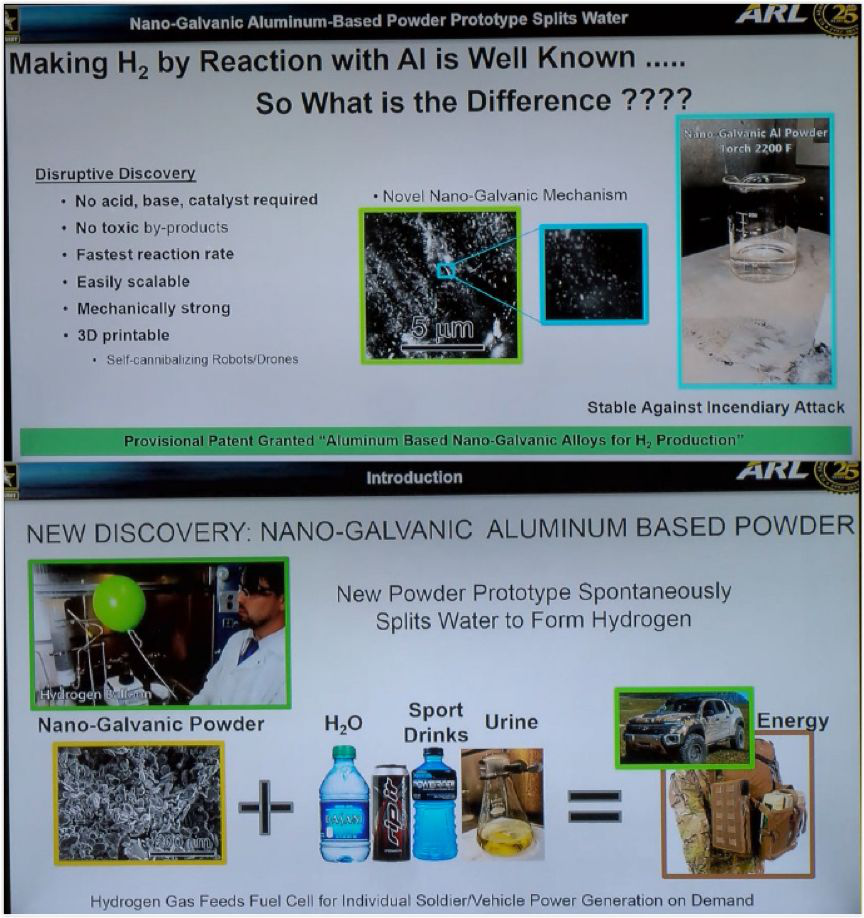 Nano-Galvanic Aluminum-Based Powder Prototype Splits Water
ARL
25
Making H₂ by Reaction with Al is Well Known .....
So What is the Difference ????
Nano-Galvanic Al Powder
Torch 2200 F
Disruptive Discovery
• No acid, base, catalyst required
• No toxic by-products
• Fastest reaction rate
• Easily scalable
• Mechanically strong
• 3D printable
• Self-cannibalizing Robots/Drones
• Novel Nano-Galvanic Mechanism
5 µm
Stable Against Incendiary Attack
Provisional Patent Granted “Aluminum Based Nano-Galvanic Alloys for H₂ Production”
Introduction
ARL
25
NEW DISCOVERY: NANO-GALVANIC ALUMINUM BASED POWDER
New Powder Prototype Spontaneously
Splits Water to Form Hydrogen
Hydrogen Balloon
Nano-Galvanic Powder
H₂O
Sport
Drinks
Urine
Energy
DASANI
rip it
POWERADE
200 µm
+
=
Hydrogen Gas Feeds Fuel Cell for Individual Soldier/Vehicle Power Generation on Demand